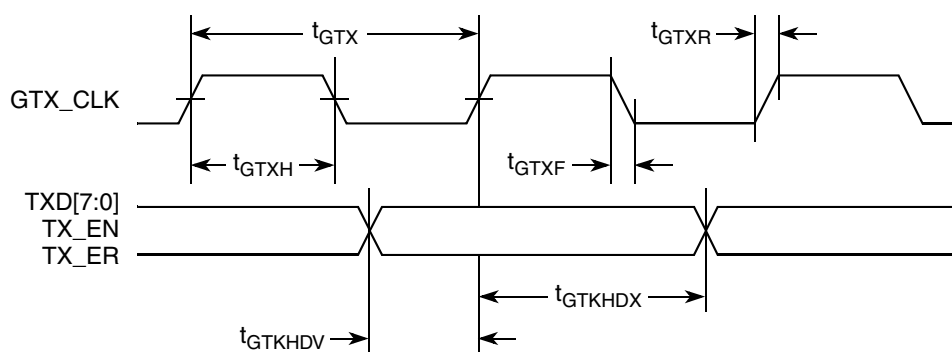 tGTX
tGTXR
GTX_CLK
tGTXH
tGTXF
TXD[7:0]
TX_EN
TX_ER
tGTKHDX
tGTKHDV